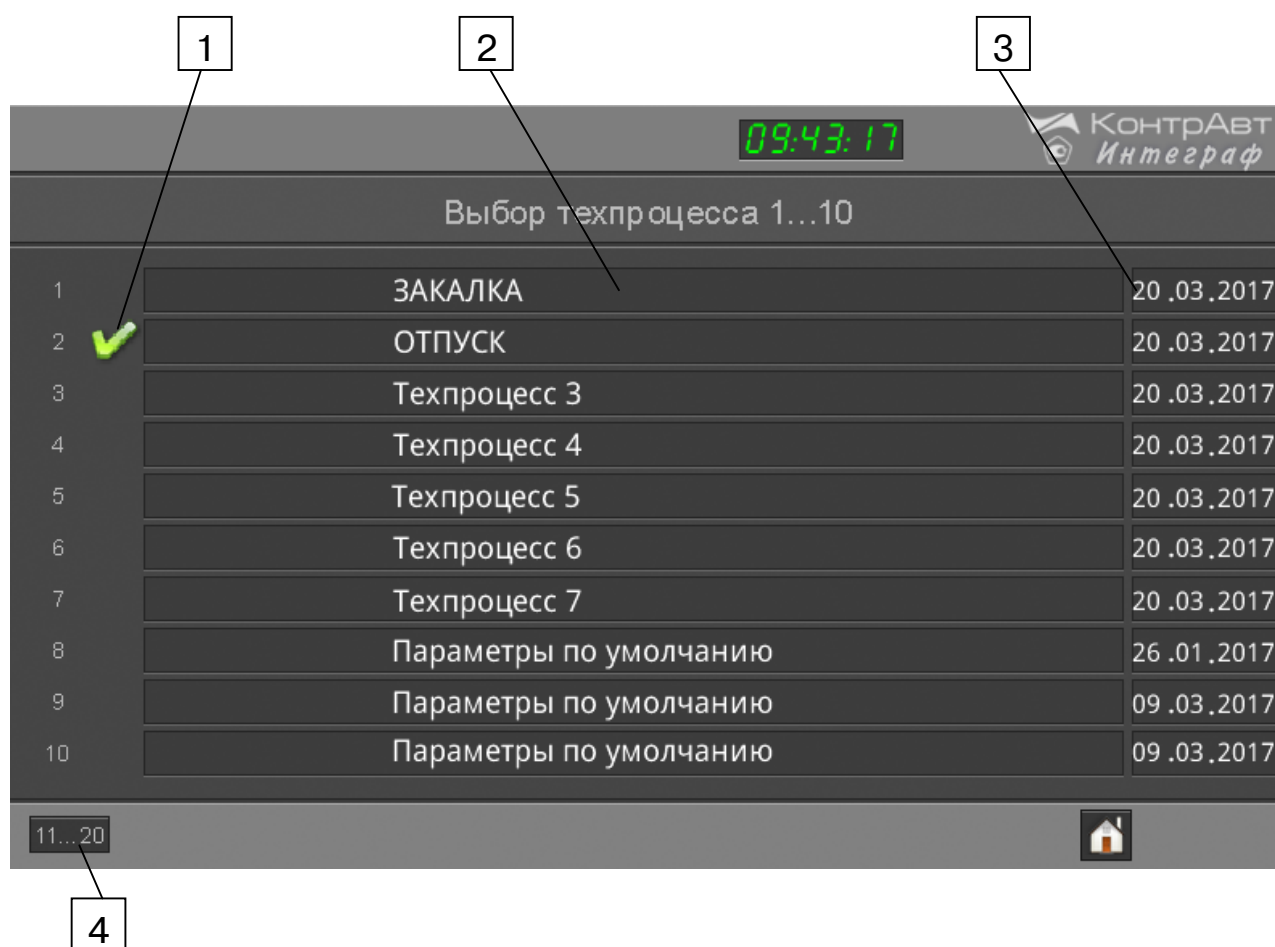 1 2 3
09:43:17
КонтрАвт
Интеграф
Выбор техпроцесса 1...10
1 ЗАКАЛКА 20.03.2017
2 ОТПУСК 20.03.2017
3 Техпроцесс 3 20.03.2017
4 Техпроцесс 4 20.03.2017
5 Техпроцесс 5 20.03.2017
6 Техпроцесс 6 20.03.2017
7 Техпроцесс 7 20.03.2017
8 Параметры по умолчанию 26.01.2017
9 Параметры по умолчанию 09.03.2017
10 Параметры по умолчанию 09.03.2017
11...20
4